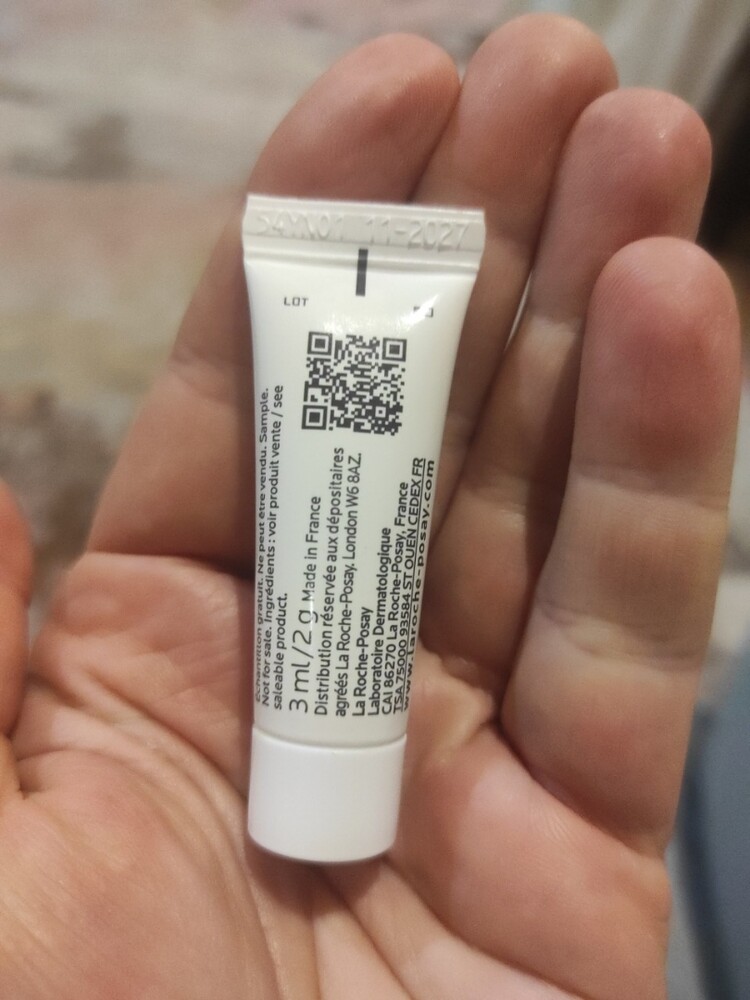 54YN01 11-2027
LOT
Échantillon gratuit. Ne peut être vendu. Sample.
Not for sale. Ingrédients : voir produit vente / see
saleable product.
3 ml/2 g Made in France
Distribution réservée aux dépositaires
agréés La Roche-Posay. London W6 8AZ.
La Roche-Posay
Laboratoire Dermatologique
CAI 86270 La Roche-Posay, France
TSA 75000 93584 ST OUEN CEDEX FR
www.laroche-posay.com